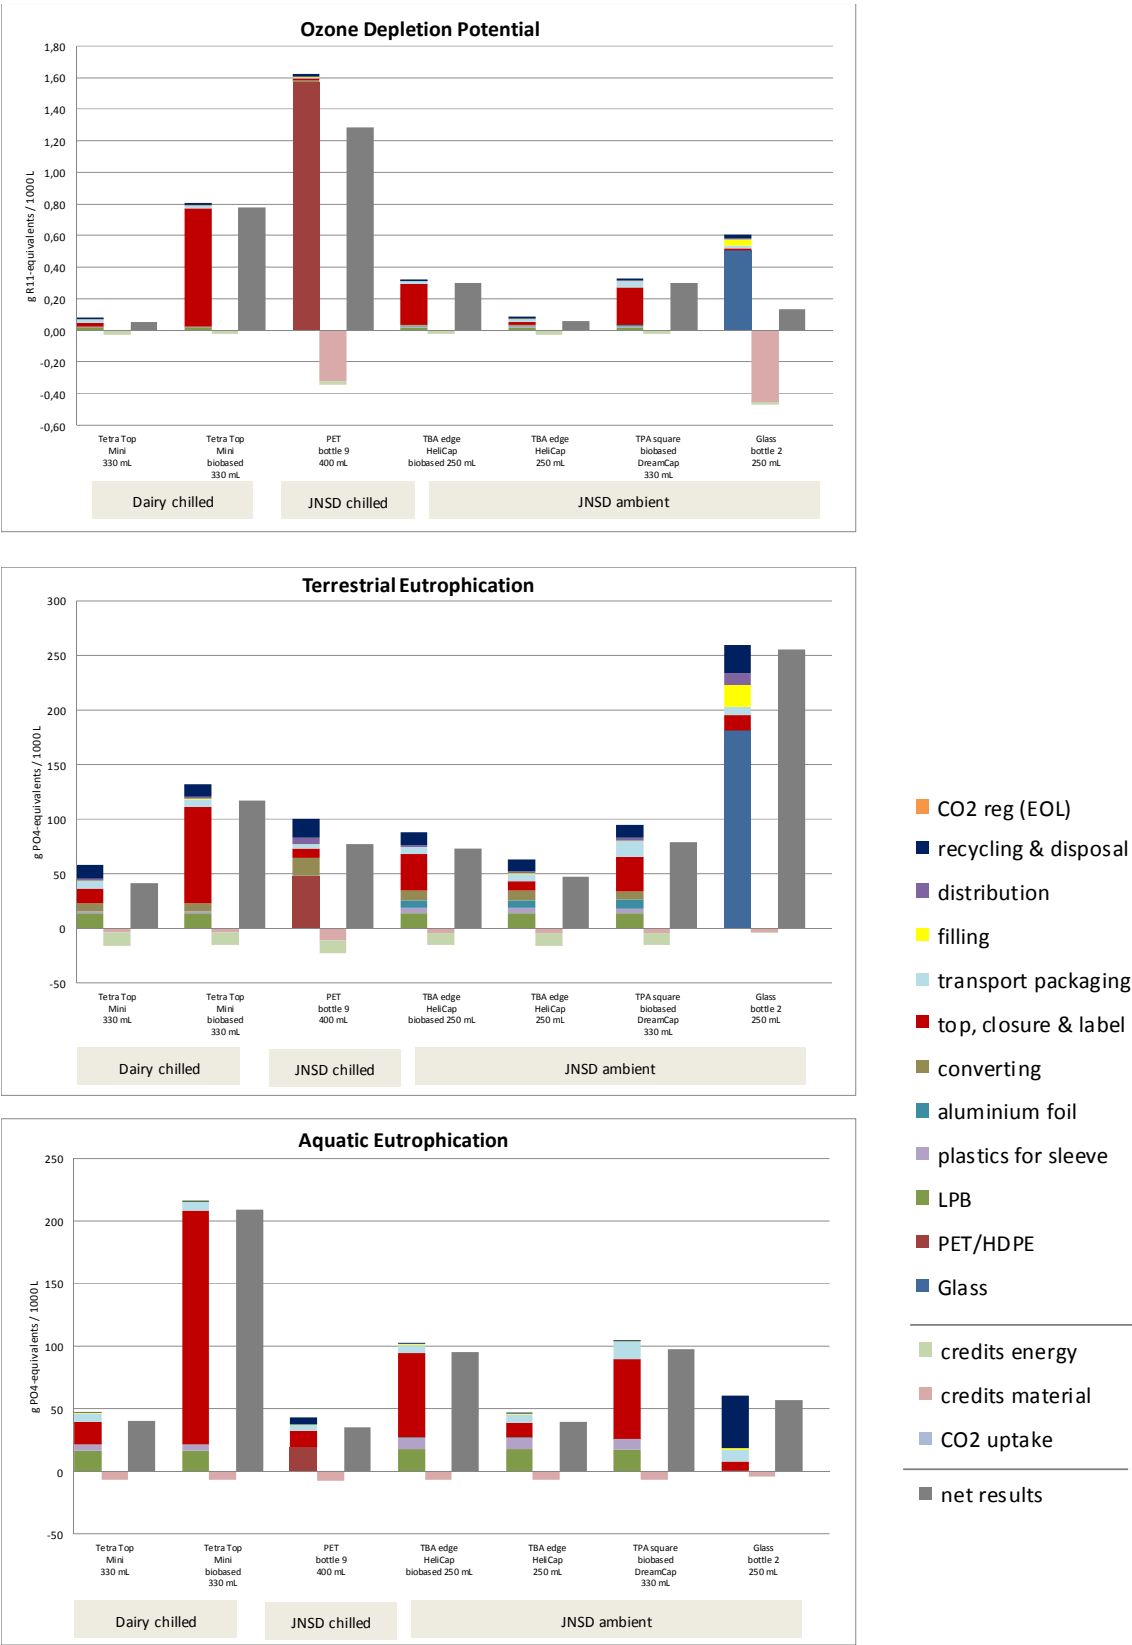 Ozone Depletion Potential
g R11-equivalents / 1000 L
1,80
1,60
1,40
1,20
1,00
0,80
0,60
0,40
0,20
0,00
-0,20
-0,40
-0,60
Tetra Top
Mini
330 mL
Tetra Top
Mini
biobased
330 mL
PET
bottle 9
400 mL
TBA edge
HeliCap
biobased 250 mL
TBA edge
HeliCap
250 mL
TPA square
biobased
DreamCap
330 mL
Glass
bottle 2
250 mL
Dairy chilled
JNSD chilled
JNSD ambient
Terrestrial Eutrophication
g PO4-equivalents / 1000 L
300
250
200
150
100
50
0
-50
Tetra Top
Mini
330 mL
Tetra Top
Mini
biobased
330 mL
PET
bottle 9
400 mL
TBA edge
HeliCap
biobased 250 mL
TBA edge
HeliCap
250 mL
TPA square
biobased
DreamCap
330 mL
Glass
bottle 2
250 mL
Dairy chilled
JNSD chilled
JNSD ambient
Aquatic Eutrophication
g PO4-equivalents / 1000 L
250
200
150
100
50
0
-50
Tetra Top
Mini
330 mL
Tetra Top
Mini
biobased
330 mL
PET
bottle 9
400 mL
TBA edge
HeliCap
biobased 250 mL
TBA edge
HeliCap
250 mL
TPA square
biobased
DreamCap
330 mL
Glass
bottle 2
250 mL
Dairy chilled
JNSD chilled
JNSD ambient
CO2 reg (EOL)
recycling & disposal
distribution
filling
transport packaging
top, closure & label
converting
aluminium foil
plastics for sleeve
LPB
PET/HDPE
Glass
credits energy
credits material
CO2 uptake
net results